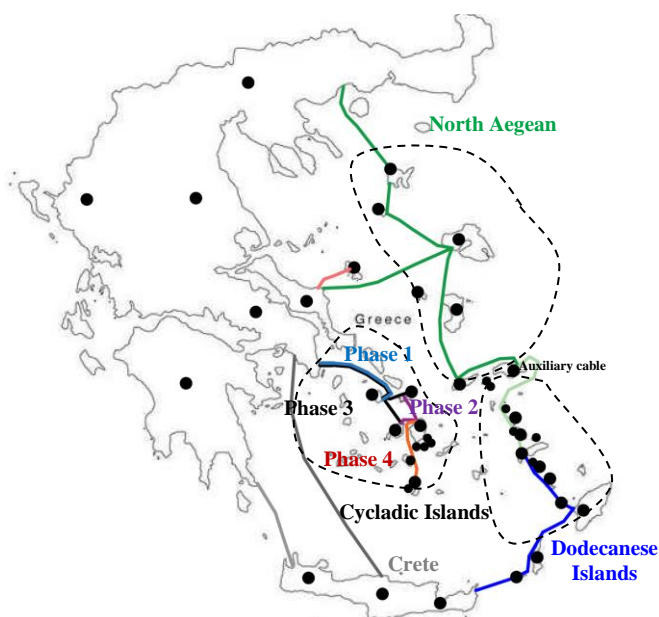 North Aegean
Greece
Phase 1
Auxiliary cable
Phase 3
Phase 2
Phase 4
Cycladic Islands
Dodecanese
Islands
Crete